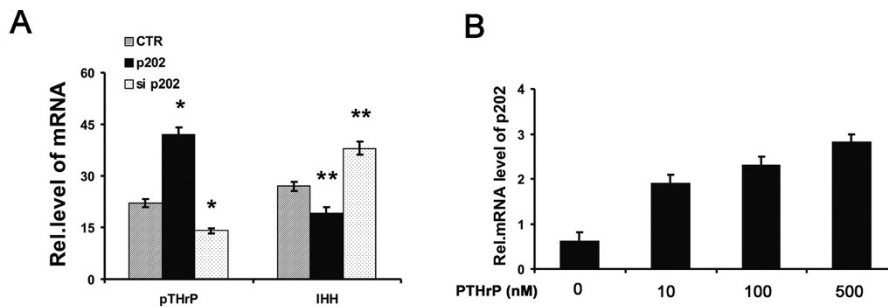 A
CTR
p202
si p202
Rel.level of mRNA
60
45
30
15
0
*
*
**
**
pTHrP
IHH
B
Rel.mRNA level of p202
4
3
2
1
0
PTHrP (nM)
0
10
100
500